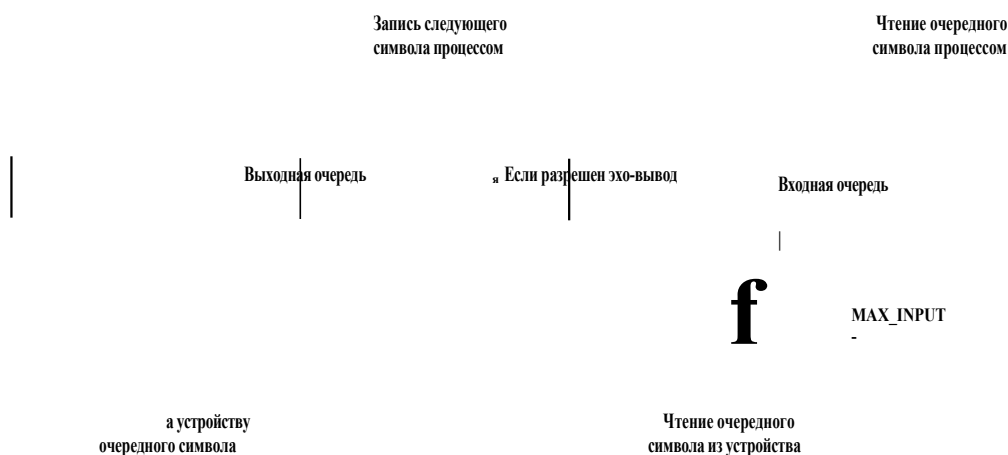 Запись следующего
символа процессом
Чтение очередного
символа процессом
Выходная очередь
я Если разрешен эхо-вывод
Входная очередь
f
MAX_INPUT
-
а устройству
очередного символа
Чтение очередного
символа из устройства